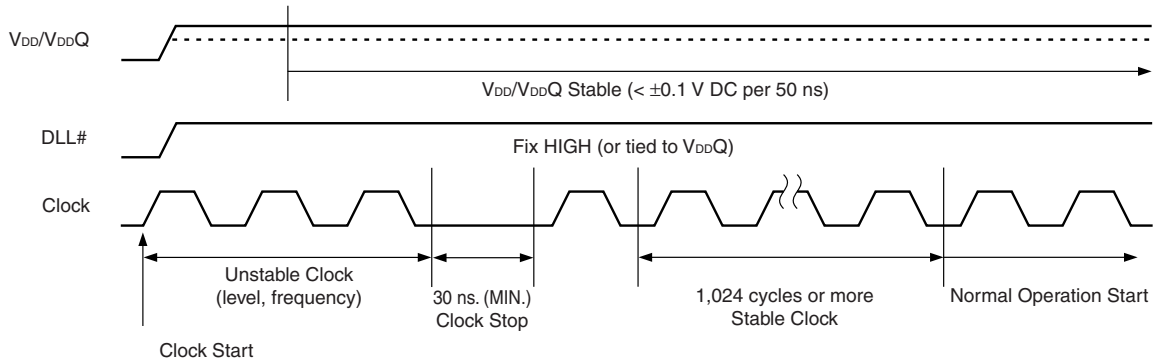 VDD/VDDQ
VDD/VDDQ Stable (< ±0.1 V DC per 50 ns)
DLL#
Fix HIGH (or tied to VDDQ)
Clock
Unstable Clock
(level, frequency)
30 ns. (MIN.)
Clock Stop
1,024 cycles or more
Stable Clock
Normal Operation Start
Clock Start